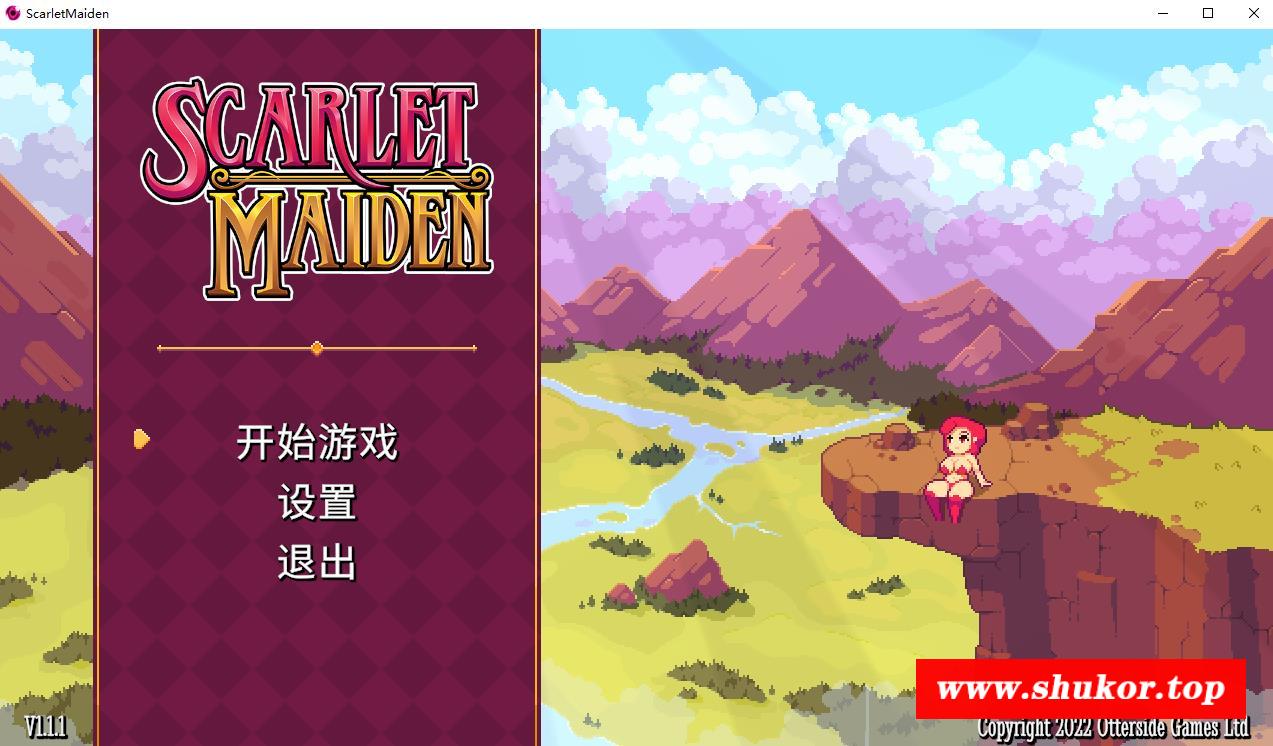 ScarletMaiden
SCARLET
MAIDEN
开始游戏
设置
退出
www.shukor.top
V1.1.1
Copyright 2022 Otterside Games Ltd